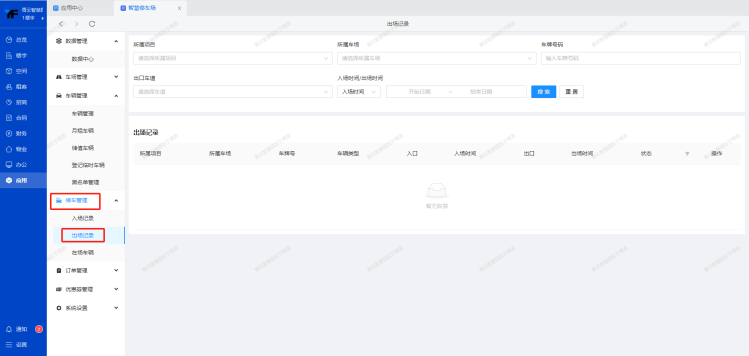 应用中心
智慧停车场
1楼宇
出场记录
总览
楼宇
空间
租客
招商
合同
财务
物业
办公
应用
通知
设置
数据管理
数据中心
车场管理
车辆管理
车辆管理
月租车辆
储值车辆
登记临时车辆
黑名单管理
停车管理
入场记录
出场记录
在场车辆
订单管理
优惠券管理
系统设置
所属项目
所属车场
车牌号码
请选择所属项目
请选择所属车场
输入车牌号码
出口车道
入场时间/出场时间
请选择车道
入场时间
开始日期
~
结束日期
搜 索
重 置
出场记录
所属项目 所属车场 车牌号 车辆类型 入口 入场时间 出口 出场时间 状态 操作
暂无数据